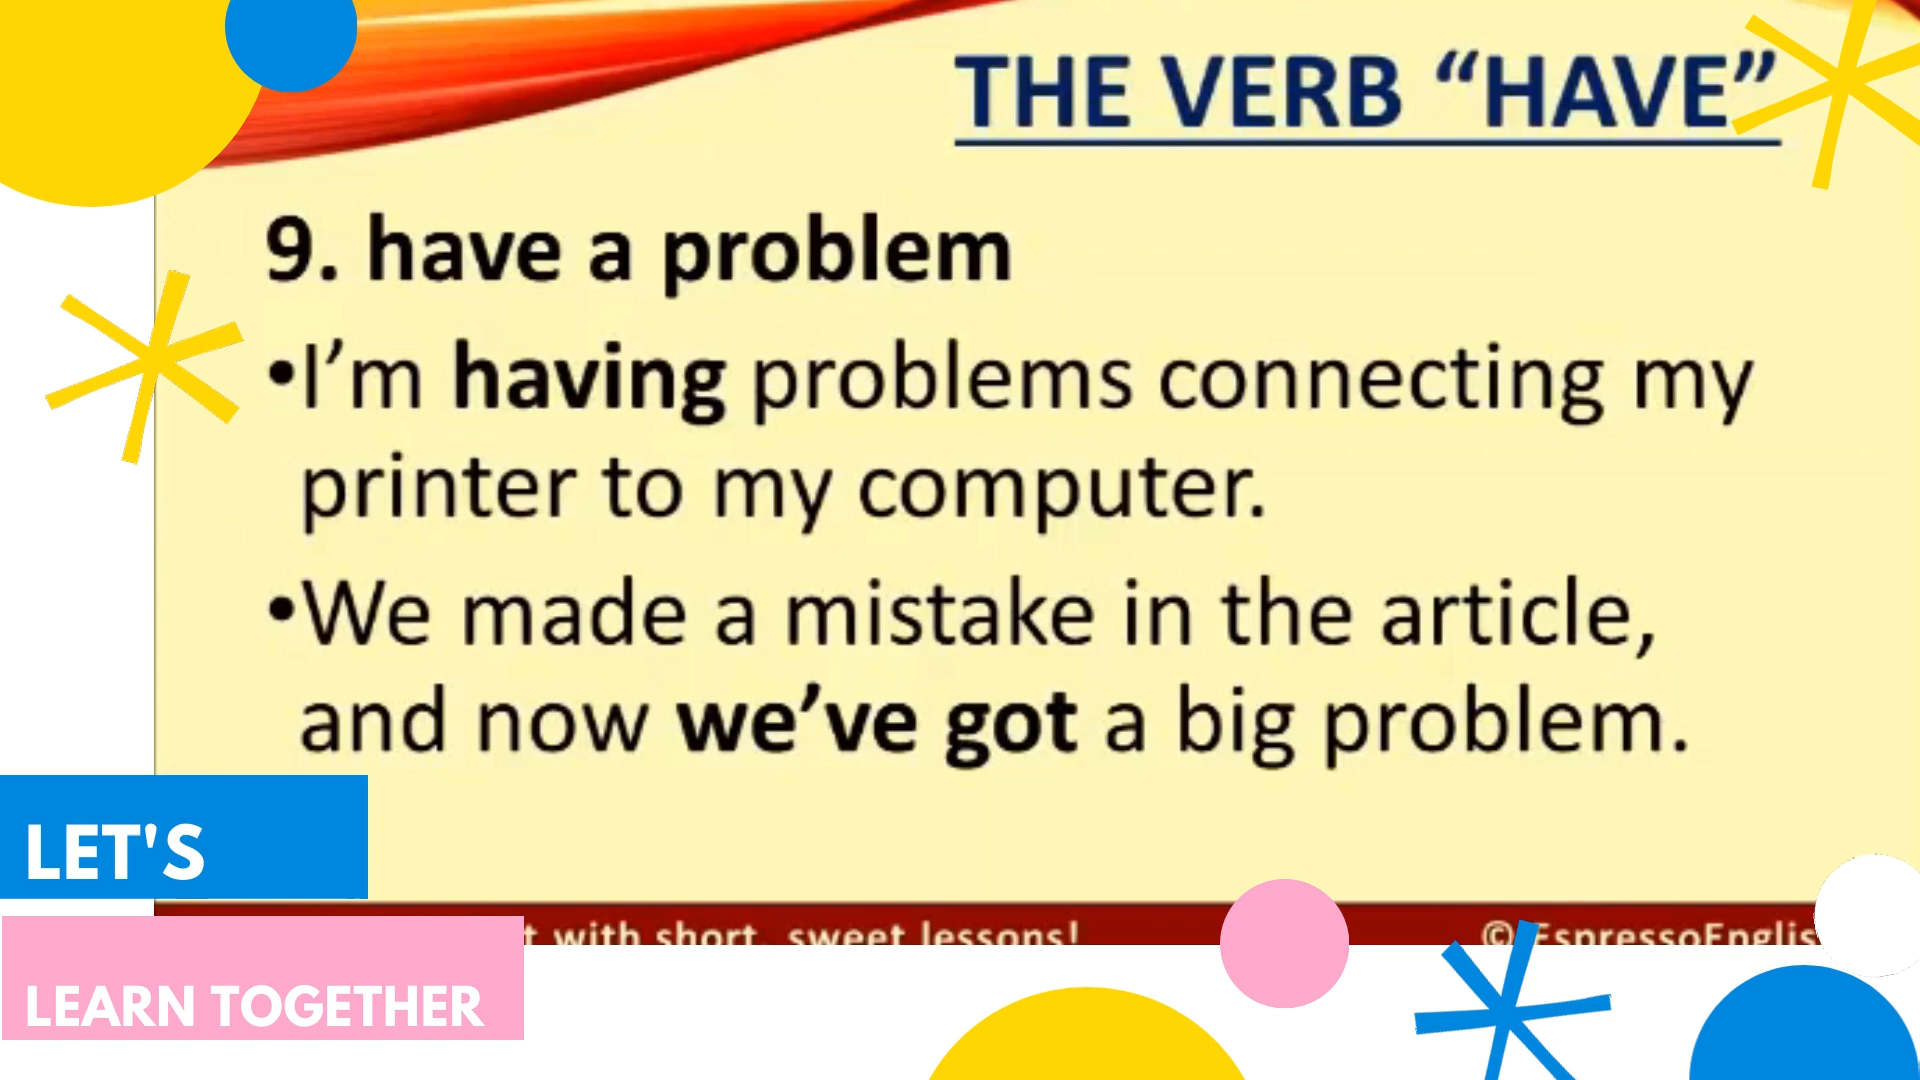 THE VERB “HAVE”
9. have a problem
•I’m having problems connecting my
printer to my computer.
•We made a mistake in the article,
and now we’ve got a big problem.
LET'S
with short, sweet lessons!
©
LEARN TOGETHER